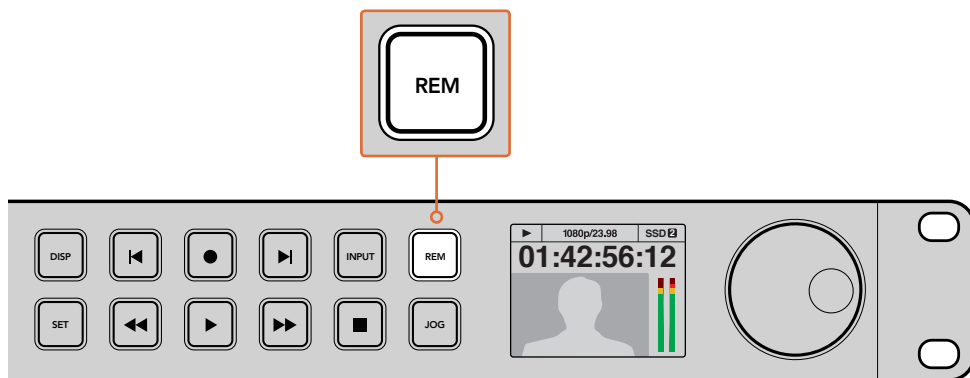 REM
DISP
INPUT
REM
1080p/23.98
SSD 2
01:42:56:12
SET
JOG